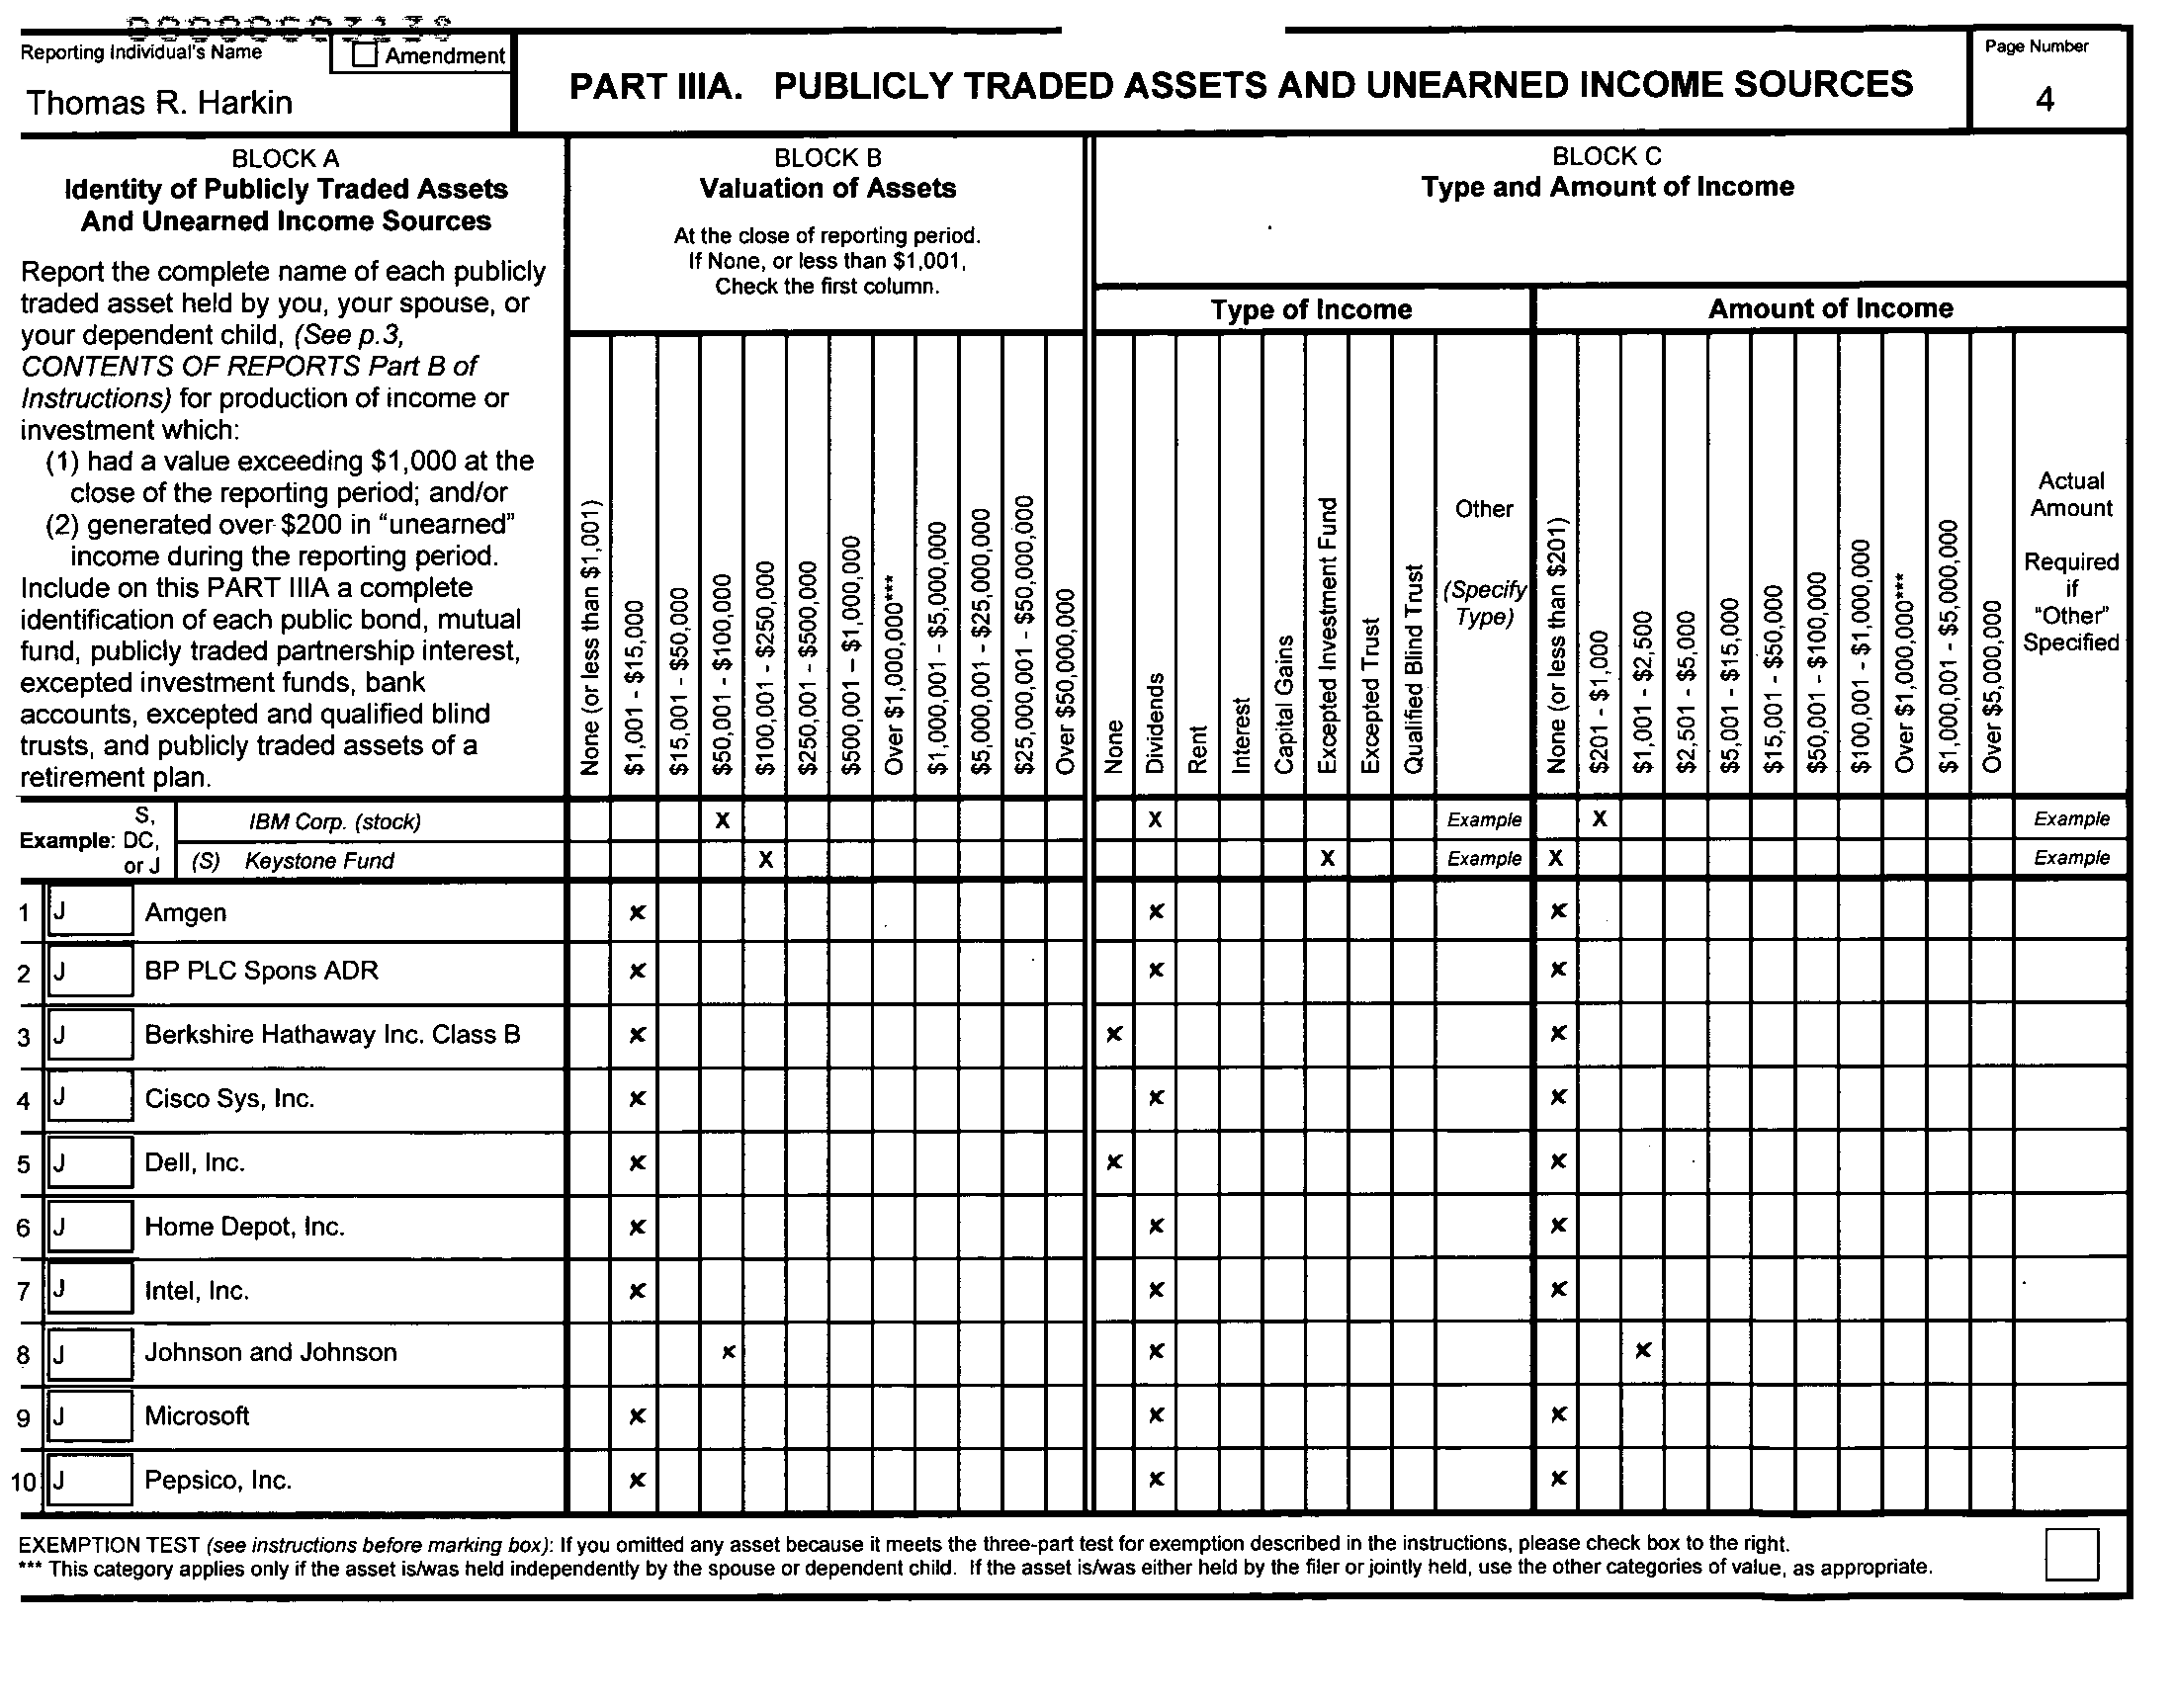 Reporting Individual's Name
Amendment
Thomas R. Harkin
PART IIIA. PUBLICLY TRADED ASSETS AND UNEARNED INCOME SOURCES
Page Number
4
BLOCK A
Identity of Publicly Traded Assets
And Unearned Income Sources
Report the complete name of each publicly
traded asset held by you, your spouse, or
your dependent child, (See p.3,
CONTENTS OF REPORTS Part B of
Instructions) for production of income or
investment which:
(1) had a value exceeding $1,000 at the
close of the reporting period; and/or
(2) generated over $200 in "unearned"
income during the reporting period.
Include on this PART IIIA a complete
identification of each public bond, mutual
fund, publicly traded partnership interest,
excepted investment funds, bank
accounts, excepted and qualified blind
trusts, and publicly traded assets of a
retirement plan.
BLOCK B
Valuation of Assets
At the close of reporting period.
If None, or less than $1,001,
Check the first column.
None (or less than $1,001)
$1,001 - $15,000
$15,001 - $50,000
$50,001 - $100,000
$100,001 - $250,000
$250,001 - $500,000
$500,001 – $1,000,000
Over $1,000,000***
$1,000,001 - $5,000,000
$5,000,001 - $25,000,000
$25,000,001 - $50,000,000
Over $50,000,000
BLOCK C
Type and Amount of Income
Type of Income
None
Dividends
Rent
Interest
Capital Gains
Excepted Investment Fund
Excepted Trust
Qualified Blind Trust
Other
(Specify
Type)
Amount of Income
None (or less than $201)
$201 - $1,000
$1,001 - $2,500
$2,501 - $5,000
$5,001 - $15,000
$15,001 - $50,000
$50,001 - $100,000
$100,001 - $1,000,000
Over $1,000,000***
$1,000,001 - $5,000,000
Over $5,000,000
Actual
Amount
Required
if
"Other"
Specified
Example:
S,
DC,
or J
IBM Corp. (stock) X X Example X Example
(S) Keystone Fund X X Example X Example
1 J Amgen x x x
2 J BP PLC Spons ADR x x x
3 J Berkshire Hathaway Inc. Class B x x x
4 J Cisco Sys, Inc. x x x
5 J Dell, Inc. x x x
6 J Home Depot, Inc. x x x
7 J Intel, Inc. x x x
8 J Johnson and Johnson x x x
9 J Microsoft x x x
10 J Pepsico, Inc. x x x
EXEMPTION TEST (see instructions before marking box): If you omitted any asset because it meets the three-part test for exemption described in the instructions, please check box to the right.
*** This category applies only if the asset is/was held independently by the spouse or dependent child. If the asset is/was either held by the filer or jointly held, use the other categories of value, as appropriate.